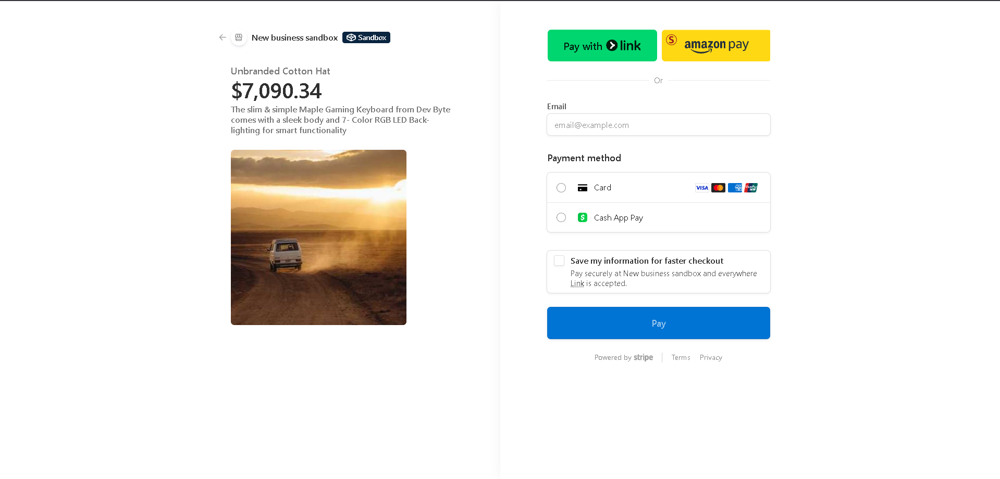 New business sandbox
Sandbox
Unbranded Cotton Hat
$7,090.34
The slim & simple Maple Gaming Keyboard from Dev Byte
comes with a sleek body and 7- Color RGB LED Back-
lighting for smart functionality
Pay with link
S
amazon pay
Or
Email
email@example.com
Payment method
Card
VISA
AM
EX
UnionPay
$
Cash App Pay
Save my information for faster checkout
Pay securely at New business sandbox and everywhere
Link is accepted.
Pay
Powered by stripe
Terms
Privacy